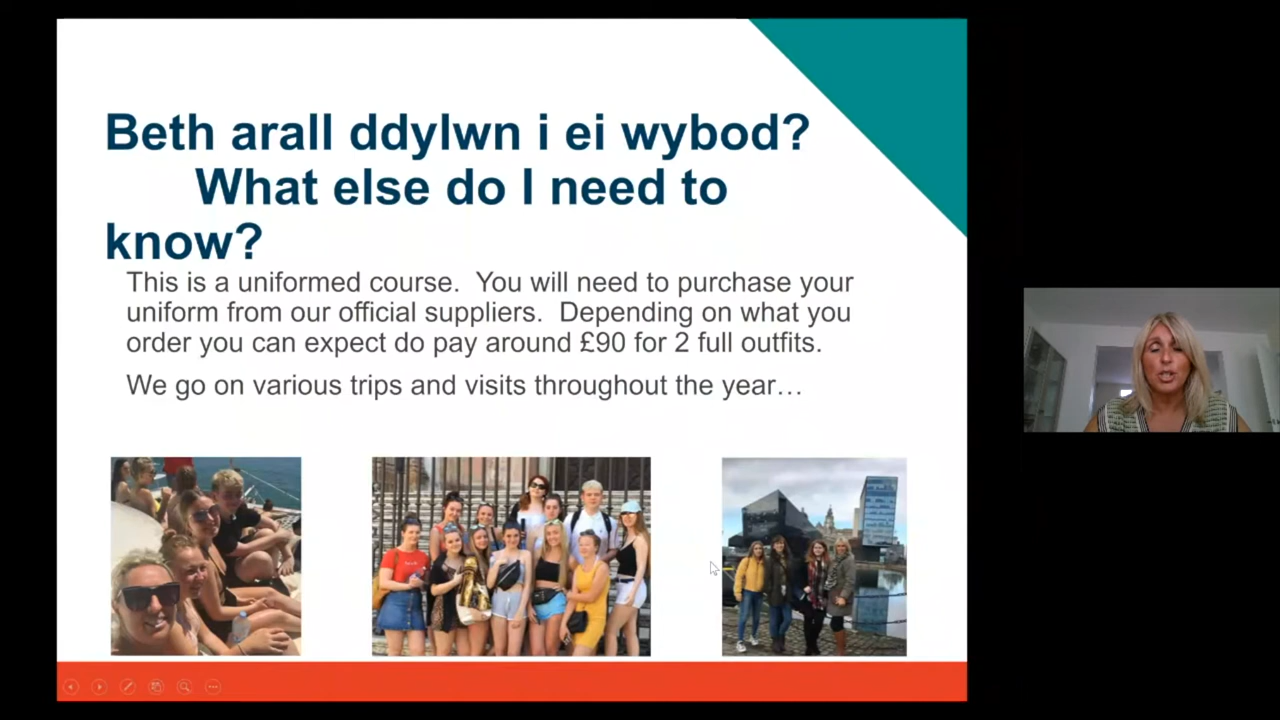 Beth arall ddylwn i ei wybod?
What else do I need to
know?
This is a uniformed course.  You will need to purchase your
uniform from our official suppliers.  Depending on what you
order you can expect do pay around £90 for 2 full outfits.
We go on various trips and visits throughout the year…